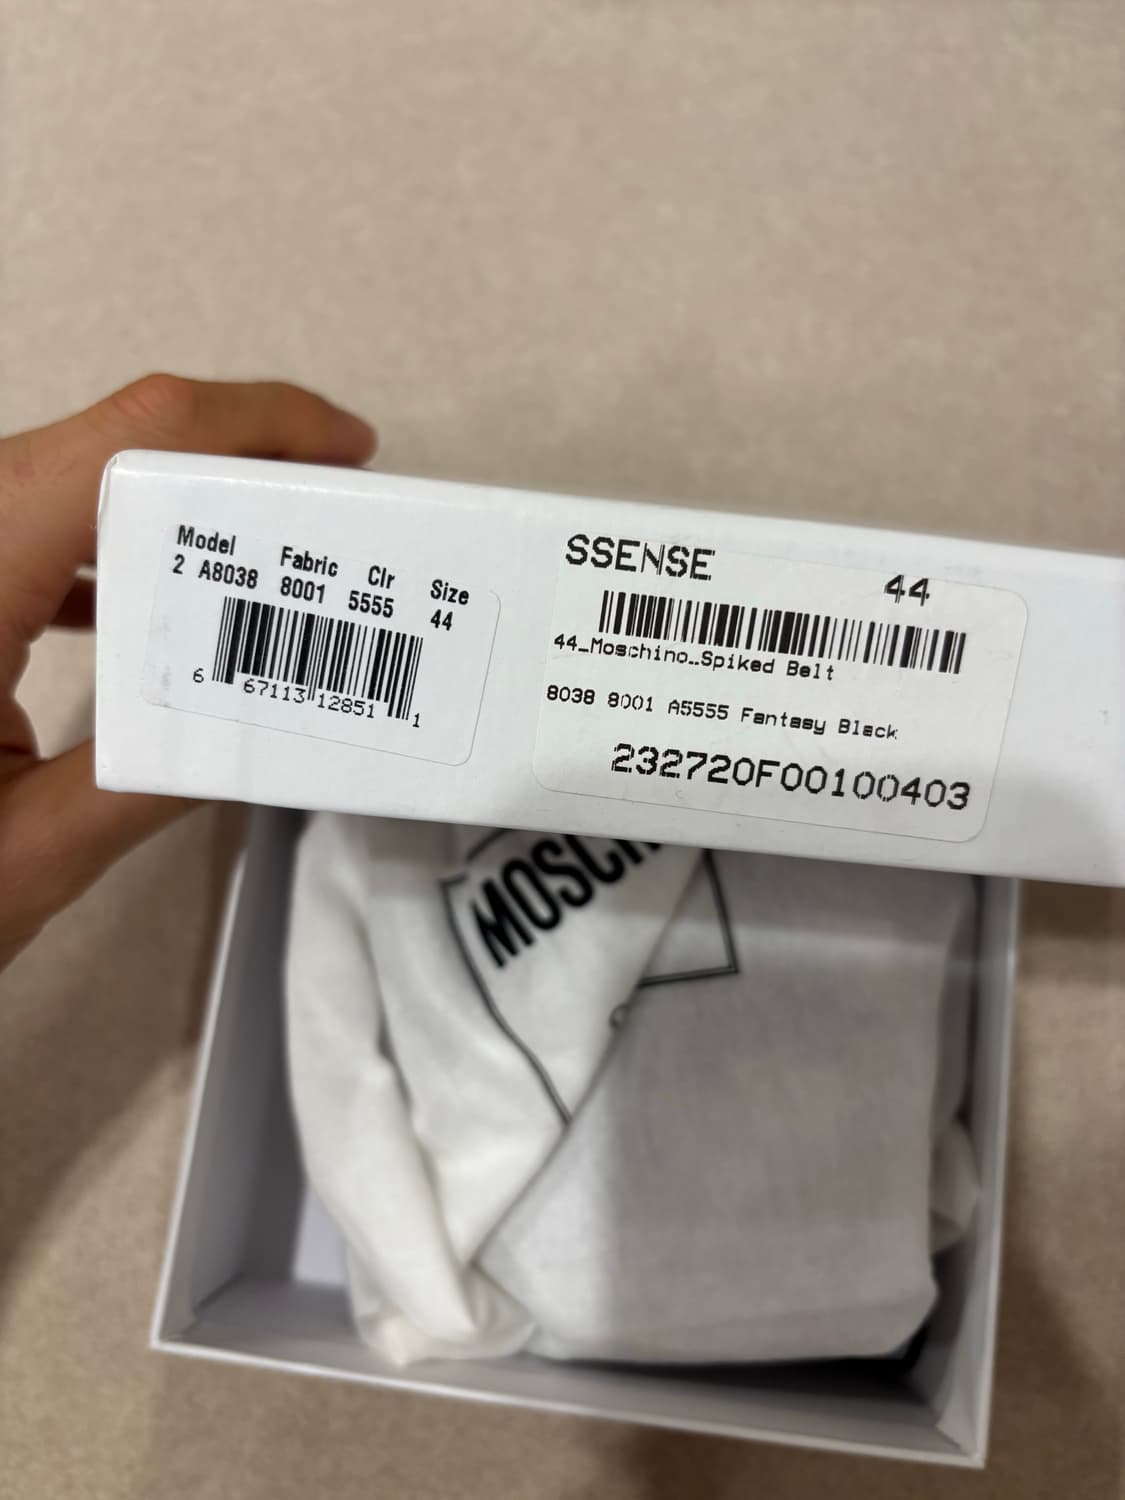 Model Fabric Clr Size
2 A8038 8001 5555 44
6 67113 12851 1
SSENSE 44
44_Moschino_Spiked Belt
8038 8001 A5555 Fantasy Black
232720F00100403